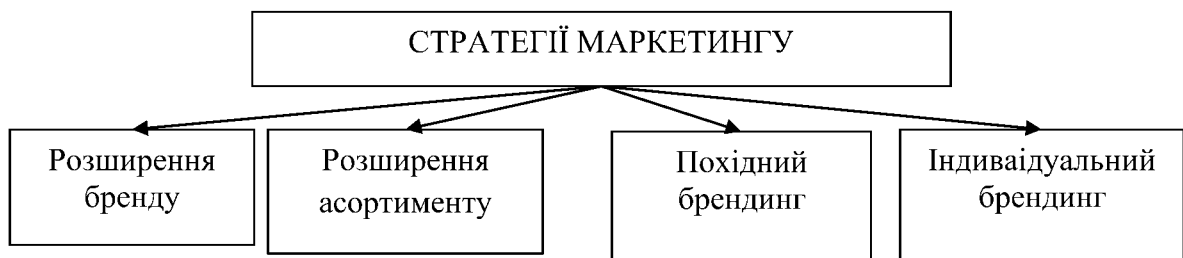 СТРАТЕГІЇ МАРКЕТИНГУ
Розширення
бренду
Розширення
асортименту
Похідний
брендинг
Індиваідуальний
брендинг